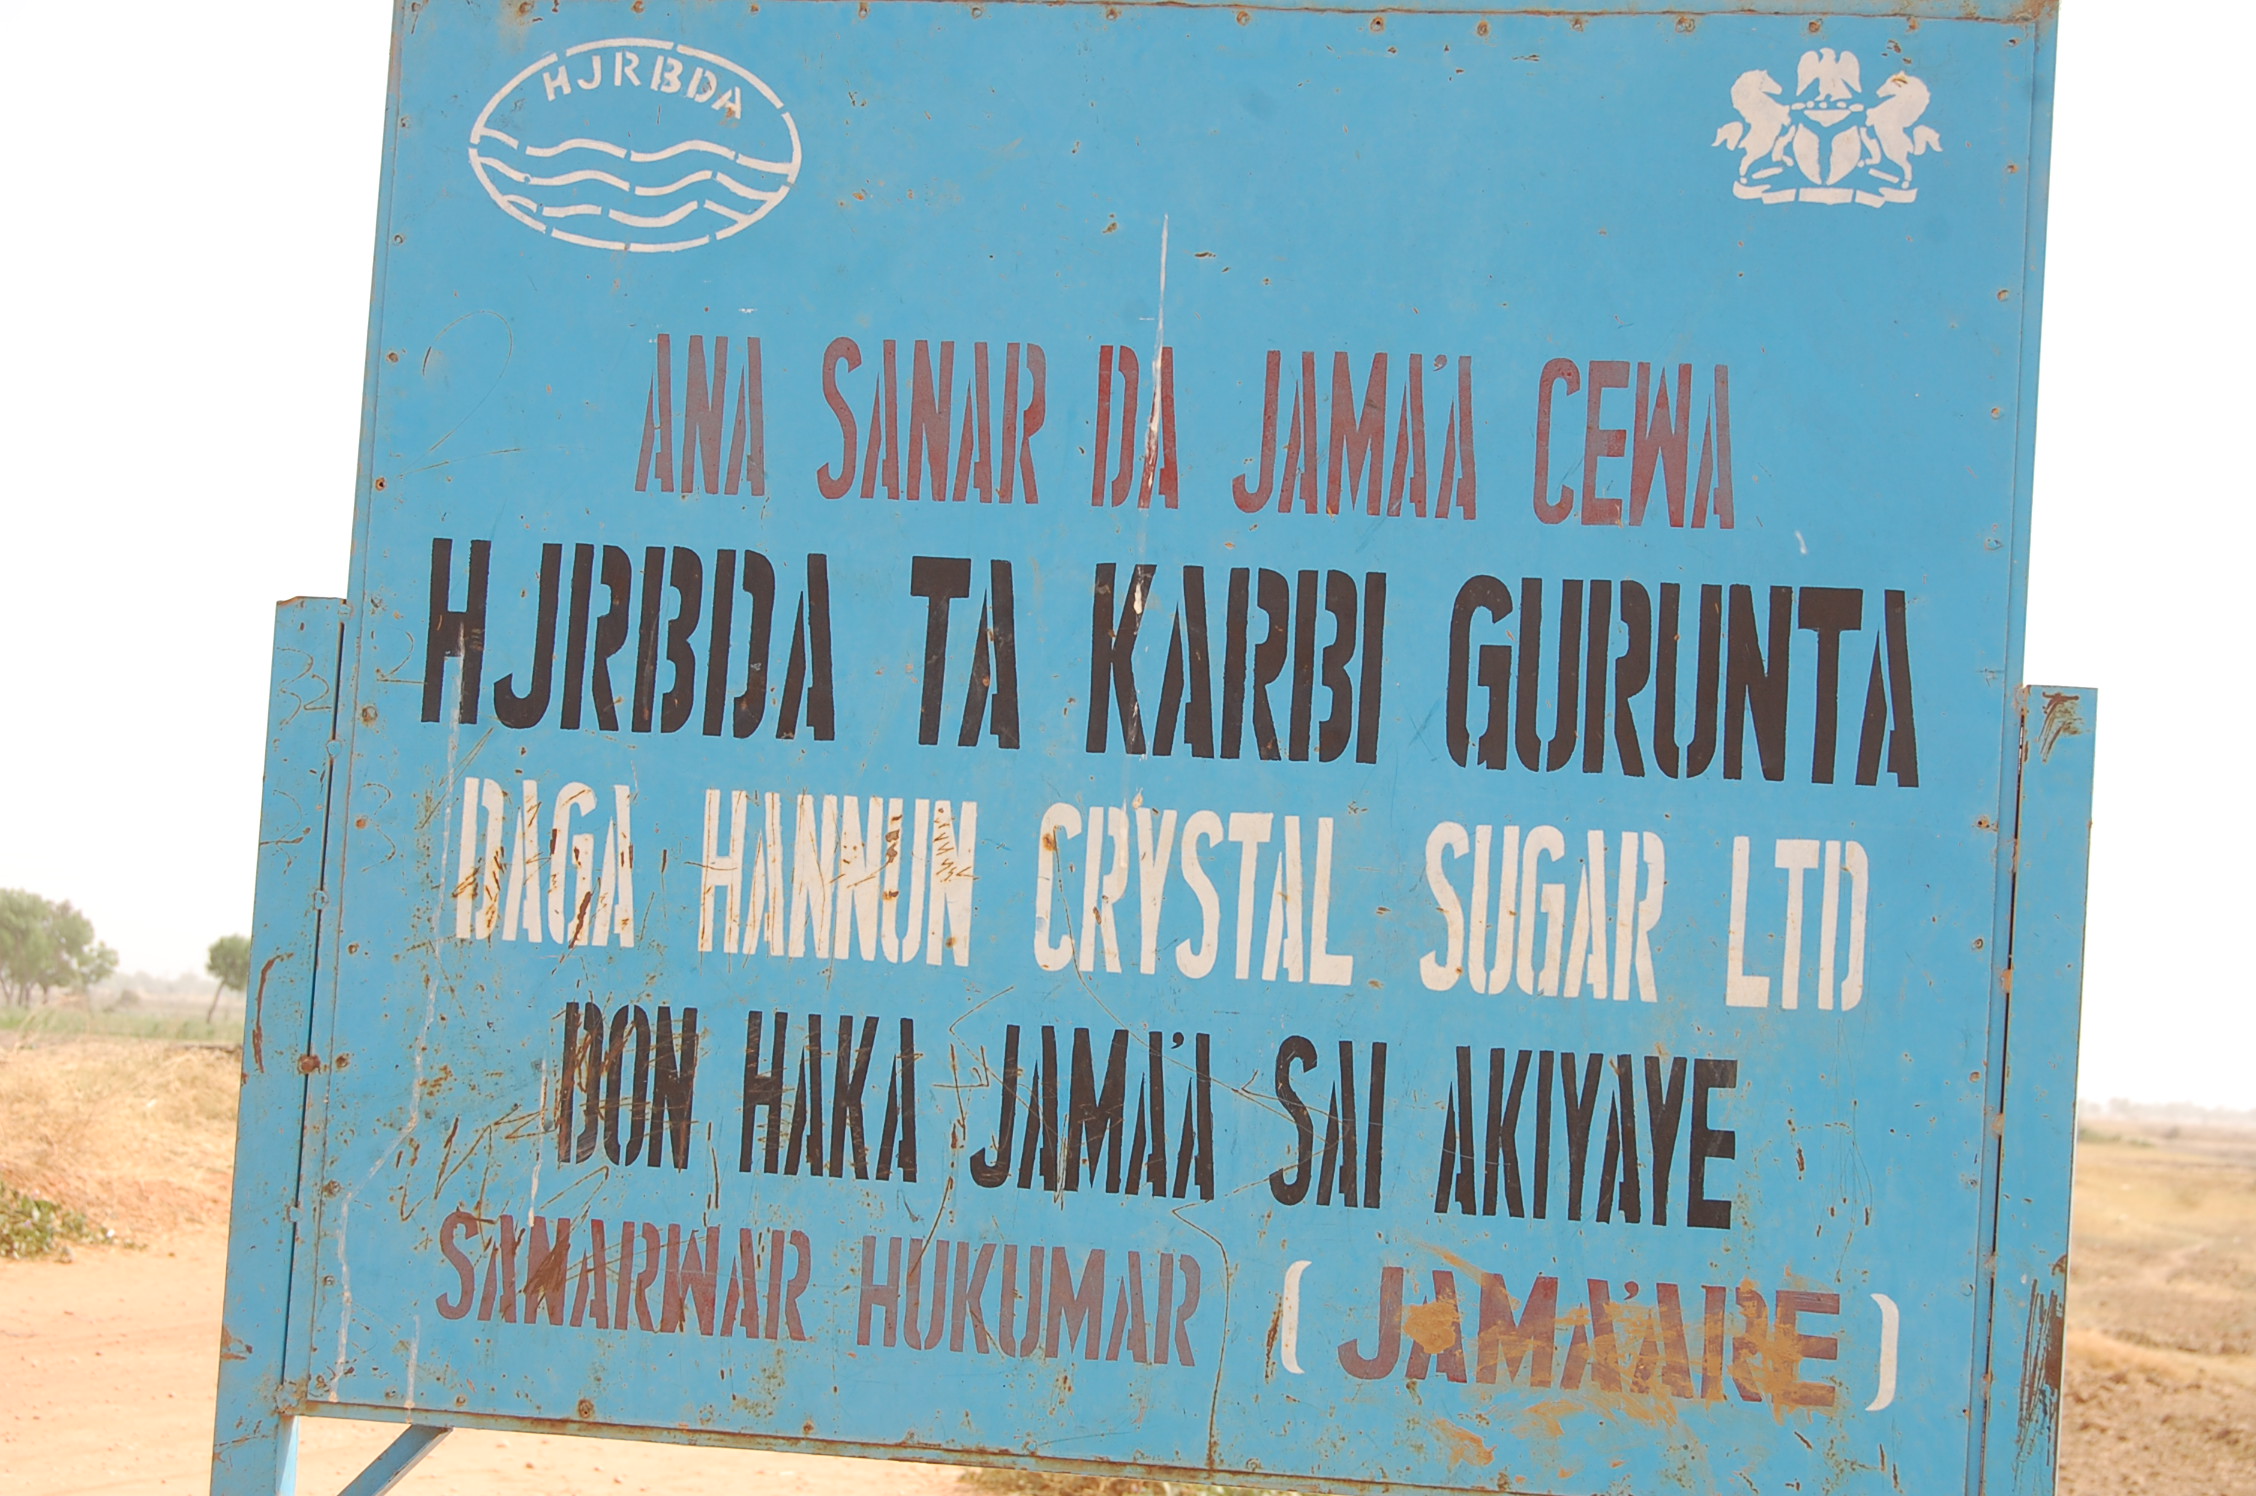 HJRBDA
ANA SANAR DA JAMA'A CEWA
HJRBDA TA KARBI GURUNTA
DAGA HANNUN CRYSTAL SUGAR LTD
DON HAKA JAMA'A SAI AKIYAYE
SANARWAR HUKUMAR ( JAMA'ARE )